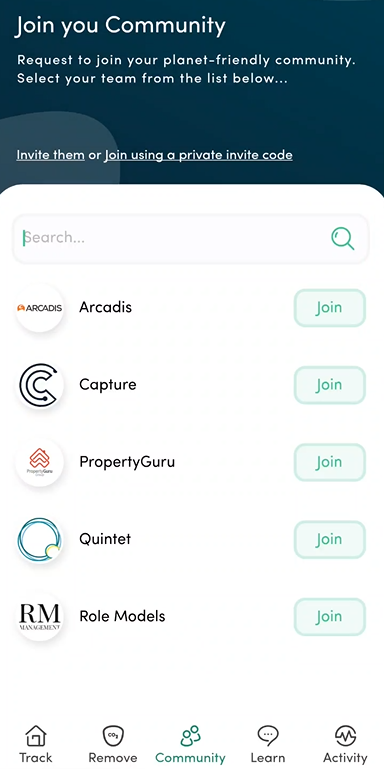 Join you Community
Request to join your planet-friendly community.
Select your team from the list below...
Invite them or Join using a private invite code
Search...
ARCADIS
Arcadis
Join
Capture
Join
PropertyGuru
PropertyGuru
Join
Quintet
Join
RM
MANAGEMENT
Role Models
Join
CO₂
Track
Remove
Community
Learn
Activity